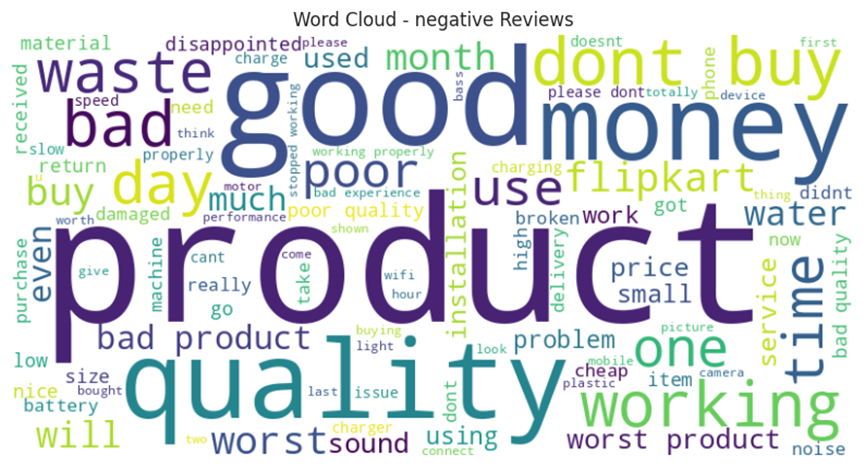 Word Cloud - negative Reviews
material
disappointed
please
charge
used
month
doesnt
first
waste
good
dont buy
received
speed
bad
need
bass
phone
please dont
totally
device
money
slow
think
stopped working
working properly
return
properly
poor
charging
flipkart
u
buy
day
much
motor
bad experience
use
thing
didnt
damaged
poor quality
installation
got
water
worth
performance
shown
broken
work
even
product
high
now
purchase
give
machine
cant
come
take
wifi
delivery
price
service
time
bad quality
really
hour
small
go
bad product
buying
light
look
problem
picture
one
low
size
quality
mobile
cheap
camera
nice
bought
last
issue
dont
plastic
item
battery
working
will
two
worst
charger
sound
using
connect
worst product
noise